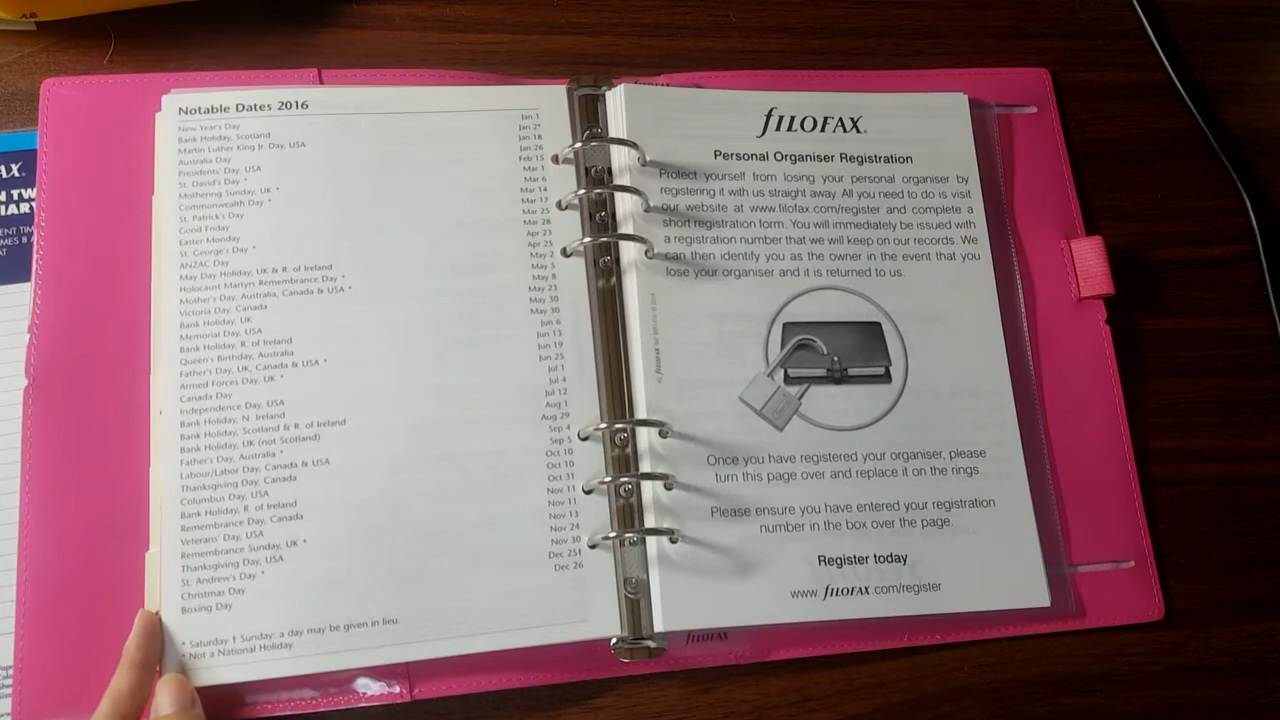 AX.
N TW
IARY
ENT TIM
MES 8 A
AT
Notable Dates 2016
New Year's Day Jan 1
Bank Holiday, Scotland Jan 2*
Martin Luther King Jr. Day, USA Jan 18
Australia Day Jan 26
Presidents' Day, USA Feb 15
St. David's Day * Mar 1
Mothering Sunday, UK * Mar 6
Commonwealth Day * Mar 14
St. Patrick's Day Mar 17
Good Friday Mar 25
Easter Monday Mar 28
St. George's Day * Apr 23
ANZAC Day Apr 25
May Day Holiday, UK & R. of Ireland May 2
Holocaust Martyrs Remembrance Day * May 5
Mother's Day, Australia, Canada & USA * May 8
Victoria Day, Canada May 23
Bank Holiday, UK May 30
Memorial Day, USA May 30
Bank Holiday, R. of Ireland Jun 6
Queen's Birthday, Australia Jun 13
Father's Day, UK, Canada & USA * Jun 19
Armed Forces Day, UK * Jun 25
Canada Day Jul 1
Independence Day, USA Jul 4
Bank Holiday, N. Ireland Jul 12
Bank Holiday, Scotland & R. of Ireland Aug 1
Bank Holiday, UK (not Scotland) Aug 29
Father's Day, Australia * Sep 4
Labour/Labor Day, Canada & USA Sep 5
Thanksgiving Day, Canada Oct 10
Columbus Day, USA Oct 10
Bank Holiday, R. of Ireland Oct 31
Remembrance Day, Canada Nov 11
Veterans' Day, USA Nov 11
Remembrance Sunday, UK * Nov 13
Thanksgiving Day, USA Nov 24
St. Andrew's Day * Nov 30
Christmas Day Dec 25†
Boxing Day Dec 26
* Saturday † Sunday: a day may be given in lieu.
* Not a National Holiday
fILOFAX.
Personal Organiser Registration
Protect yourself from losing your personal organiser by
registering it with us straight away. All you need to do is visit
our website at www.filofax.com/register and complete a
short registration form. You will immediately be issued with
a registration number that we will keep on our records. We
can then identify you as the owner in the event that you
lose your organiser and it is returned to us.
Once you have registered your organiser, please
turn this page over and replace it on the rings.
Please ensure you have entered your registration
number in the box over the page.
Register today
www.fILOFAX.com/register
fILOFAX